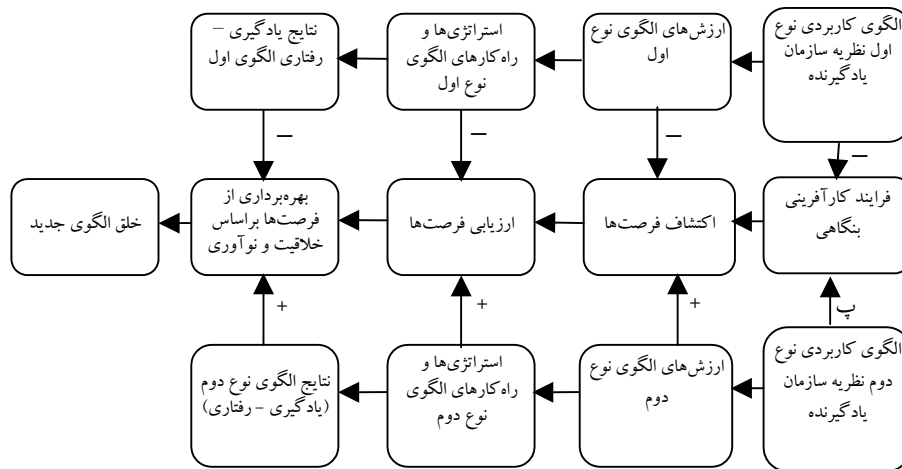 الگوی کاربردی نوع
اول نظریه سازمان
یادگیرنده
ارزش‌های الگوی نوع
اول
استراتژی‌ها و
راه‌کارهای الگوی
نوع اول
نتایج یادگیری –
رفتاری الگوی اول
–
–
–
–
فرایند کارآفرینی
بنگاهی
اکتشاف فرصت‌ها
ارزیابی فرصت‌ها
بهره‌برداری از
فرصت‌ها براساس
خلاقیت و نوآوری
خلق الگوی جدید
پ
+
+
+
الگوی کاربردی نوع
دوم نظریه سازمان
یادگیرنده
ارزش‌های الگوی نوع
دوم
استراتژی‌ها و
راه‌کارهای الگوی
نوع دوم
نتایج الگوی نوع دوم
(یادگیری - رفتاری)